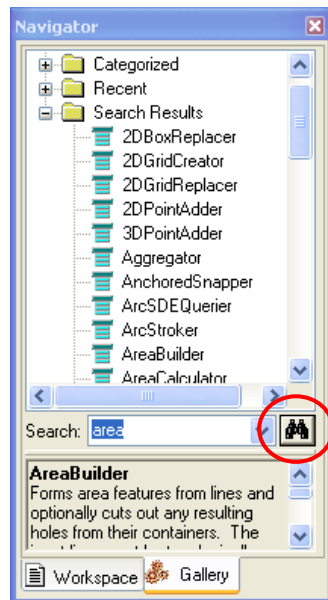 Navigator
Categorized
Recent
Search Results
2DBoxReplacer
2DGridCreator
2DGridReplacer
2DPointAdder
3DPointAdder
Aggregator
AnchoredSnapper
ArcSDEQuerier
ArcStroker
AreaBuilder
AreaCalculator
Search: area
AreaBuilder
Forms area features from lines and
optionally cuts out any resulting
holes from their containers. The
Workspace Gallery